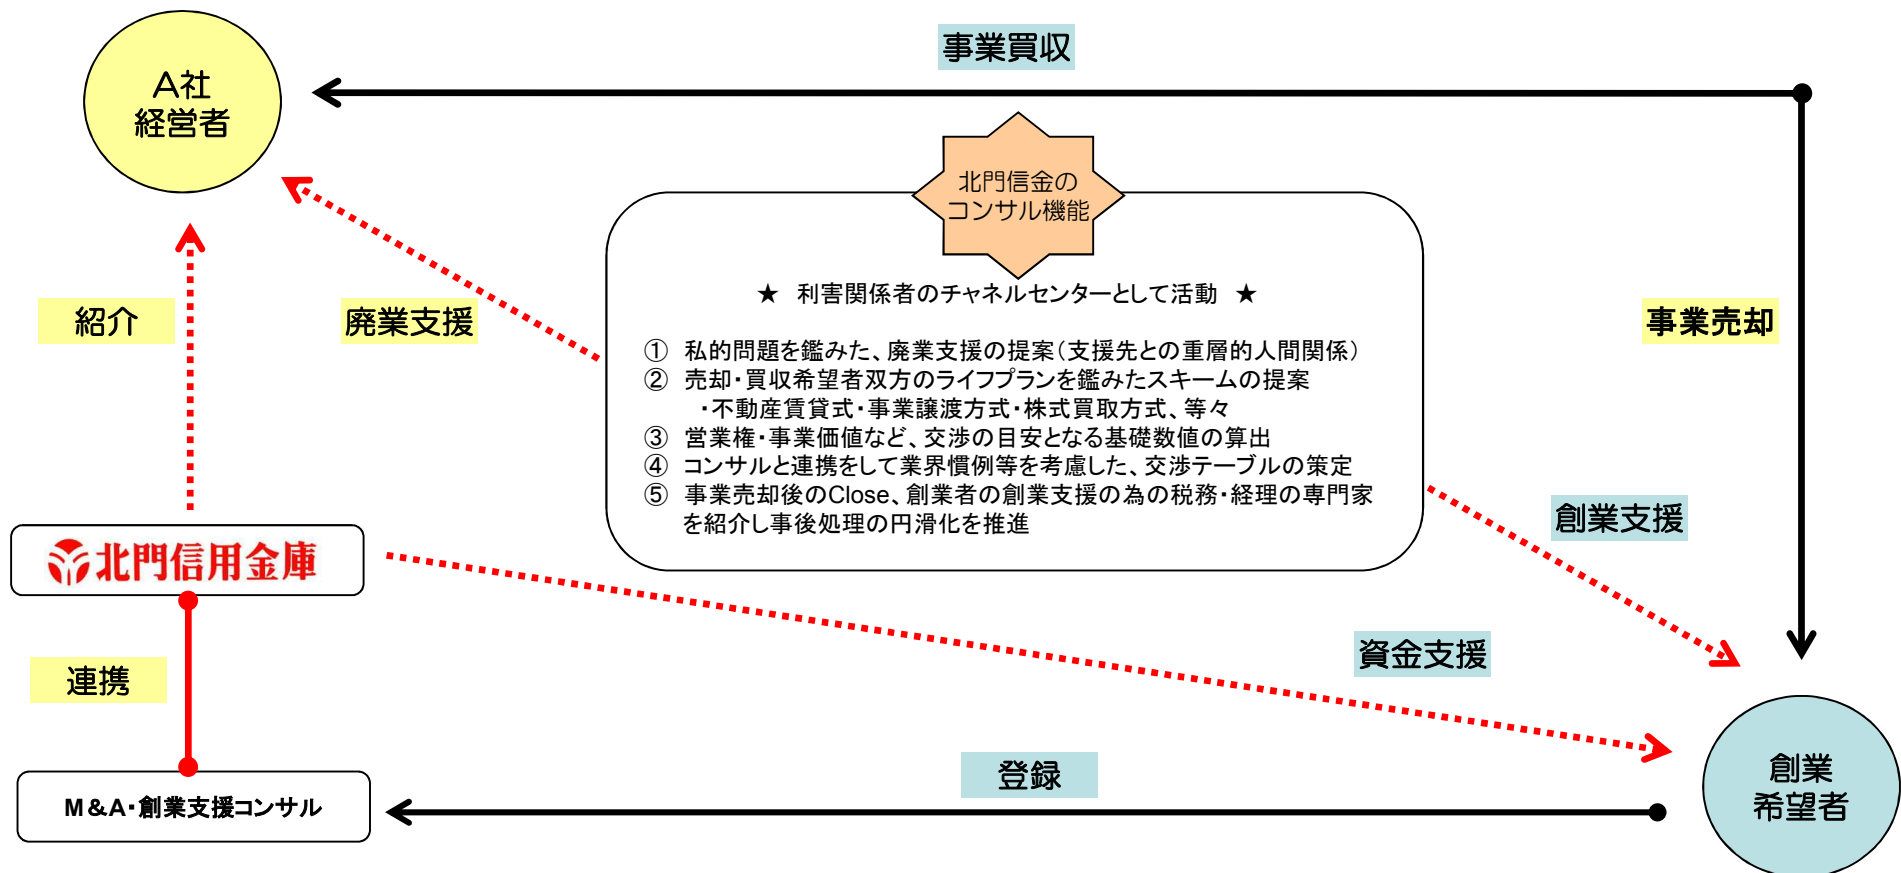 事業買収
A社
経営者
北門信金の
コンサル機能
★ 利害関係者のチャネルセンターとして活動 ★
紹介
廃業支援
事業売却
① 私的問題を鑑みた、廃業支援の提案(支援先との重層的人間関係)
② 売却・買収希望者双方のライフプランを鑑みたスキームの提案
・不動産賃貸式・事業譲渡方式・株式買取方式、等々
③ 営業権・事業価値など、交渉の目安となる基礎数値の算出
④ コンサルと連携をして業界慣例等を考慮した、交渉テーブルの策定
⑤ 事業売却後のClose、創業者の創業支援の為の税務・経理の専門家
を紹介し事後処理の円滑化を推進
創業支援
北門信用金庫
資金支援
連携
登録
M&A・創業支援コンサル
創業
希望者